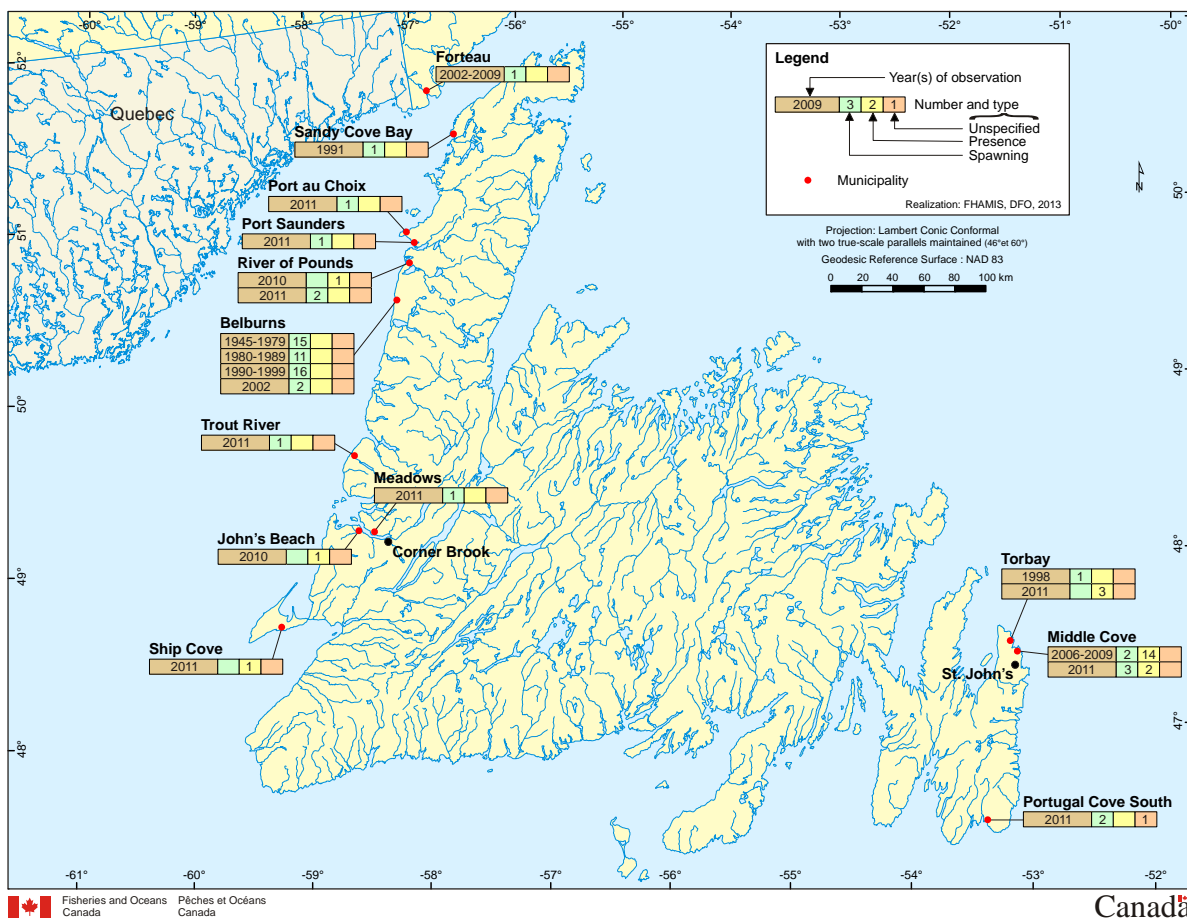 -60° -58° -57° -56° -55° -54° -53° -52° -51° -50°
52°
51°
50°
49°
48°
50°
49°
48°
47°
-61° -60° -59° -58° -57° -56° -55° -54° -53° -52°
Quebec
Forteau
2002-2009 1
Sandy Cove Bay
1991 1
Port au Choix
2011 1
Port Saunders
2011 1
River of Pounds
2010 1
2011 2
Belburns
1945-1979 15
1980-1989 11
1990-1999 16
2002 2
Trout River
2011 1
Meadows
2011 1
John's Beach
2010 1
Corner Brook
Ship Cove
2011 1
Torbay
1998 1
2011 3
Middle Cove
2006-2009 2 14
2011 3 2
St. John's
Portugal Cove South
2011 2 1
Legend
Year(s) of observation
2009 3 2 1 Number and type
Unspecified
Presence
Spawning
Municipality
Realization: FHAMIS, DFO, 2013
N
Projection: Lambert Conic Conformal
with two true-scale parallels maintained (46°et 60°)
Geodesic Reference Surface : NAD 83
0 20 40 60 80 100 km
Fisheries and Oceans
Canada
Pêches et Océans
Canada
Canada